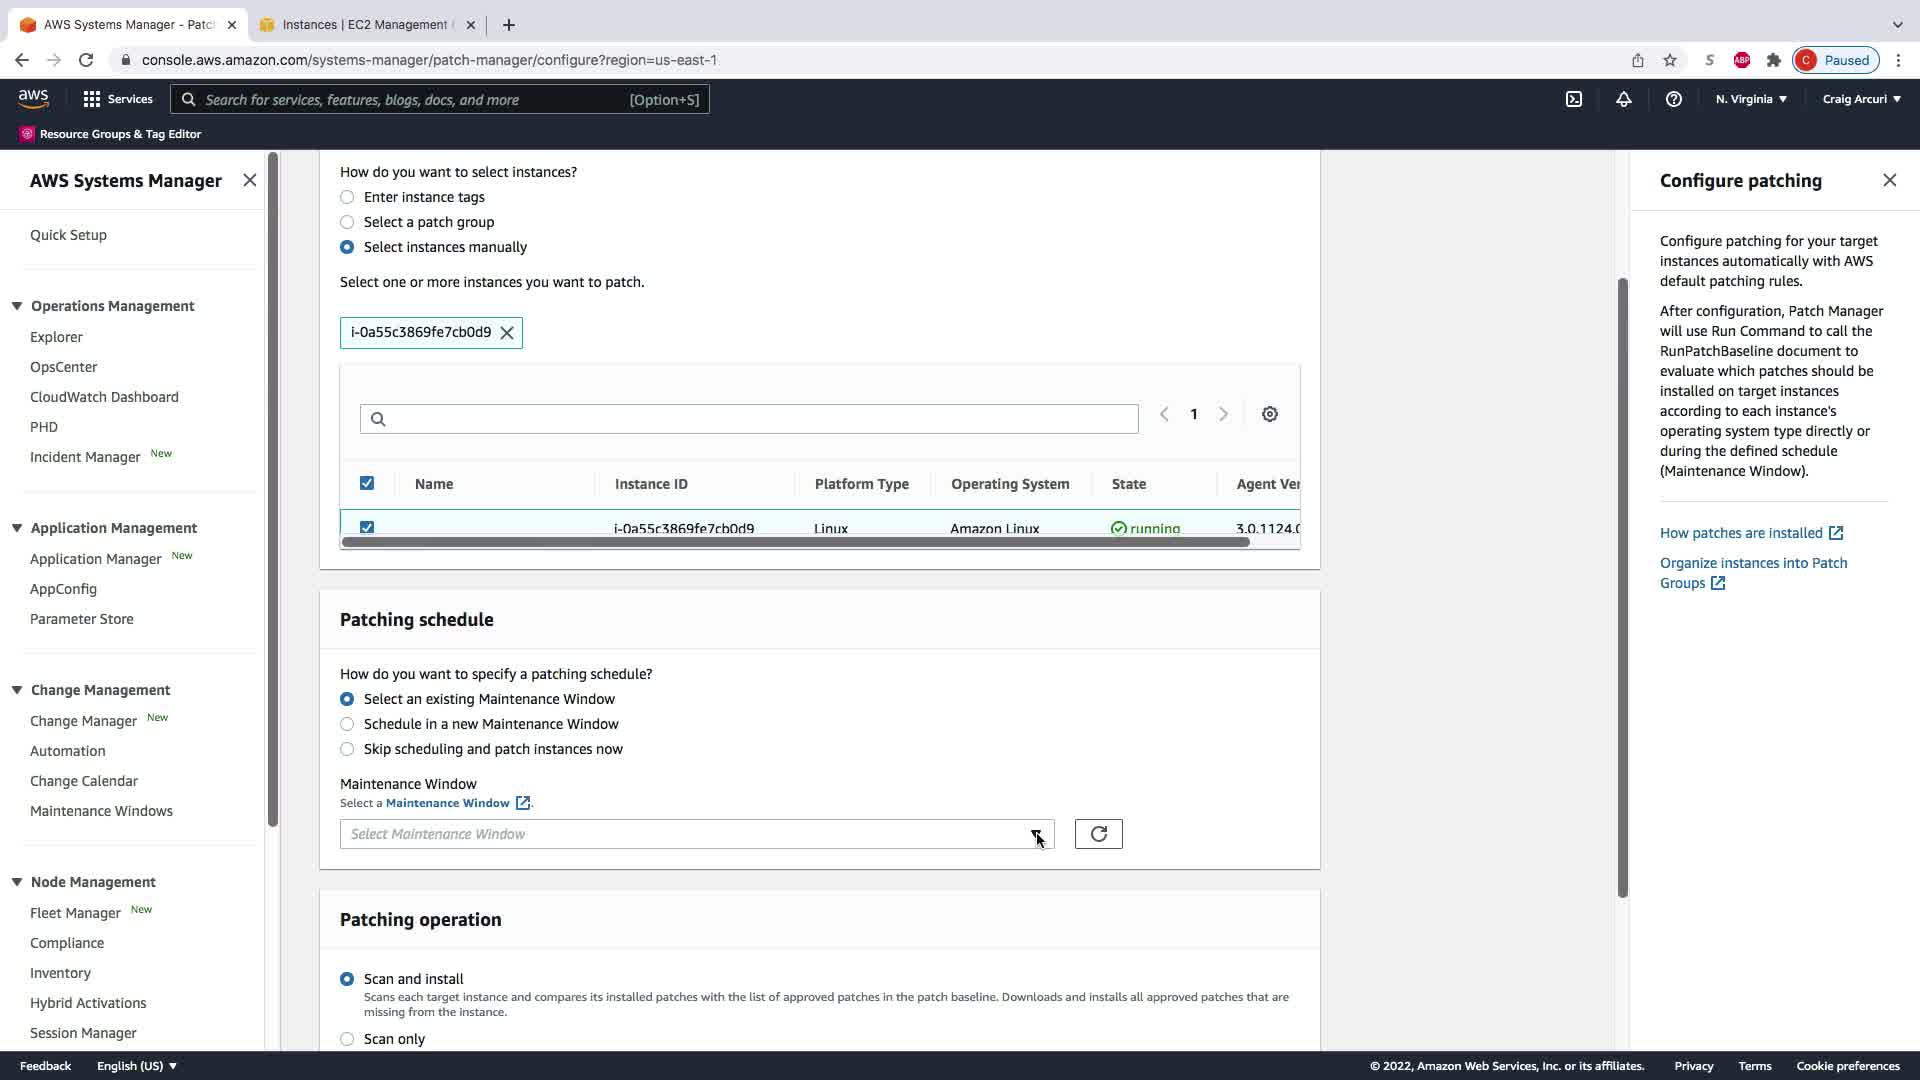 AWS Systems Manager - Patc
Instances | EC2 Management
console.aws.amazon.com/systems-manager/patch-manager/configure?region=us-east-1
S
ABP
C
Paused
aws
Services
Search for services, features, blogs, docs, and more
[Option+S]
N. Virginia
Craig Arcuri
Resource Groups & Tag Editor
AWS Systems Manager
Quick Setup
Operations Management
Explorer
OpsCenter
CloudWatch Dashboard
PHD
Incident Manager New
Application Management
Application Manager New
AppConfig
Parameter Store
Change Management
Change Manager New
Automation
Change Calendar
Maintenance Windows
Node Management
Fleet Manager New
Compliance
Inventory
Hybrid Activations
Session Manager
How do you want to select instances?
Enter instance tags
Select a patch group
Select instances manually
Select one or more instances you want to patch.
i-0a55c3869fe7cb0d9
1
Name Instance ID Platform Type Operating System State Agent Ver
i-0a55c3869fe7cb0d9 Linux Amazon Linux running 3.0.1124.0
Patching schedule
How do you want to specify a patching schedule?
Select an existing Maintenance Window
Schedule in a new Maintenance Window
Skip scheduling and patch instances now
Maintenance Window
Select a Maintenance Window .
Select Maintenance Window
Patching operation
Scan and install
Scans each target instance and compares its installed patches with the list of approved patches in the patch baseline. Downloads and installs all approved patches that are
missing from the instance.
Scan only
Configure patching
Configure patching for your target
instances automatically with AWS
default patching rules.
After configuration, Patch Manager
will use Run Command to call the
RunPatchBaseline document to
evaluate which patches should be
installed on target instances
according to each instance's
operating system type directly or
during the defined schedule
(Maintenance Window).
How patches are installed
Organize instances into Patch
Groups
Feedback
English (US)
© 2022, Amazon Web Services, Inc. or its affiliates.
Privacy
Terms
Cookie preferences